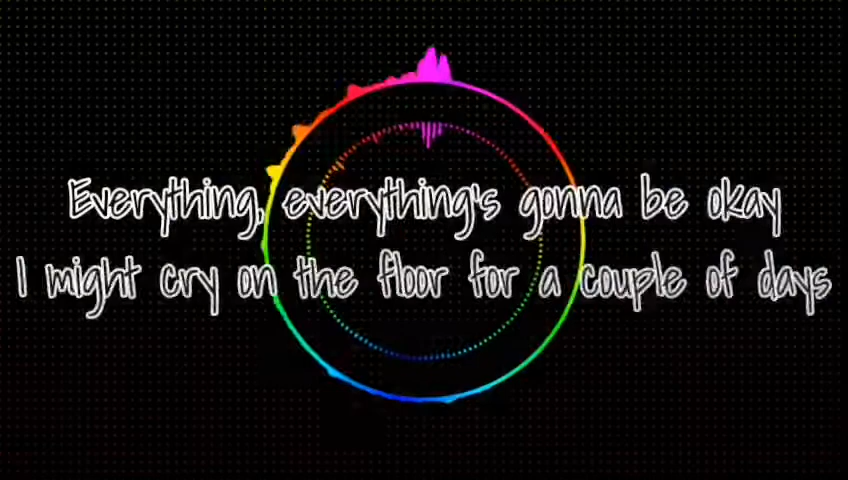 Everything, everything's gonna be okay
I might cry on the floor for a couple of days